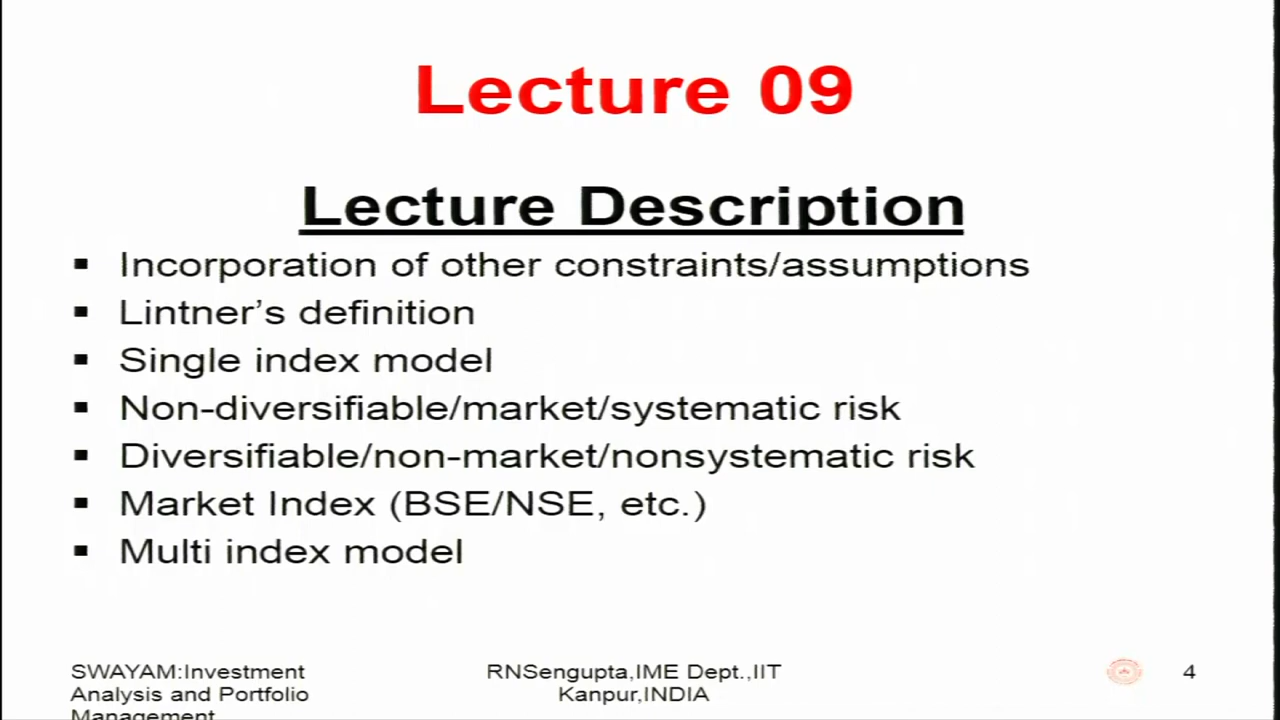 Lecture 09
Lecture Description
▪ Incorporation of other constraints/assumptions
▪ Lintner's definition
▪ Single index model
▪ Non-diversifiable/market/systematic risk
▪ Diversifiable/non-market/nonsystematic risk
▪ Market Index (BSE/NSE, etc.)
▪ Multi index model
SWAYAM:Investment
Analysis and Portfolio
Management
RNSengupta,IME Dept.,IIT
Kanpur,INDIA
4